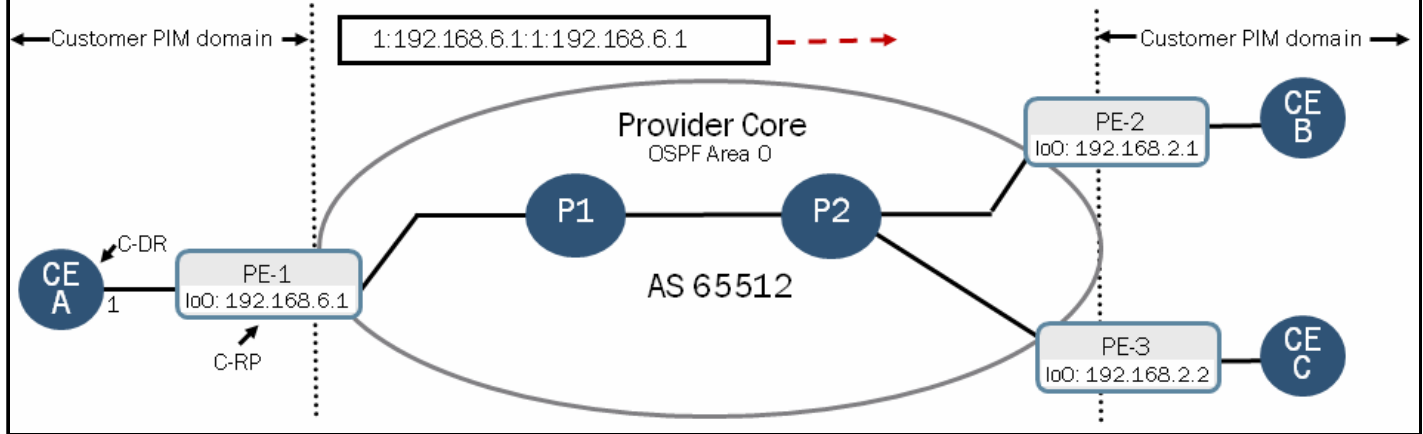 Customer PIM domain
1:192.168.6.1:1:192.168.6.1
Customer PIM domain
Provider Core
OSPF Area 0
PE-2
lo0: 192.168.2.1
CE
B
P1
P2
C-DR
CE
A
1
PE-1
lo0: 192.168.6.1
C-RP
AS 65512
PE-3
lo0: 192.168.2.2
CE
C